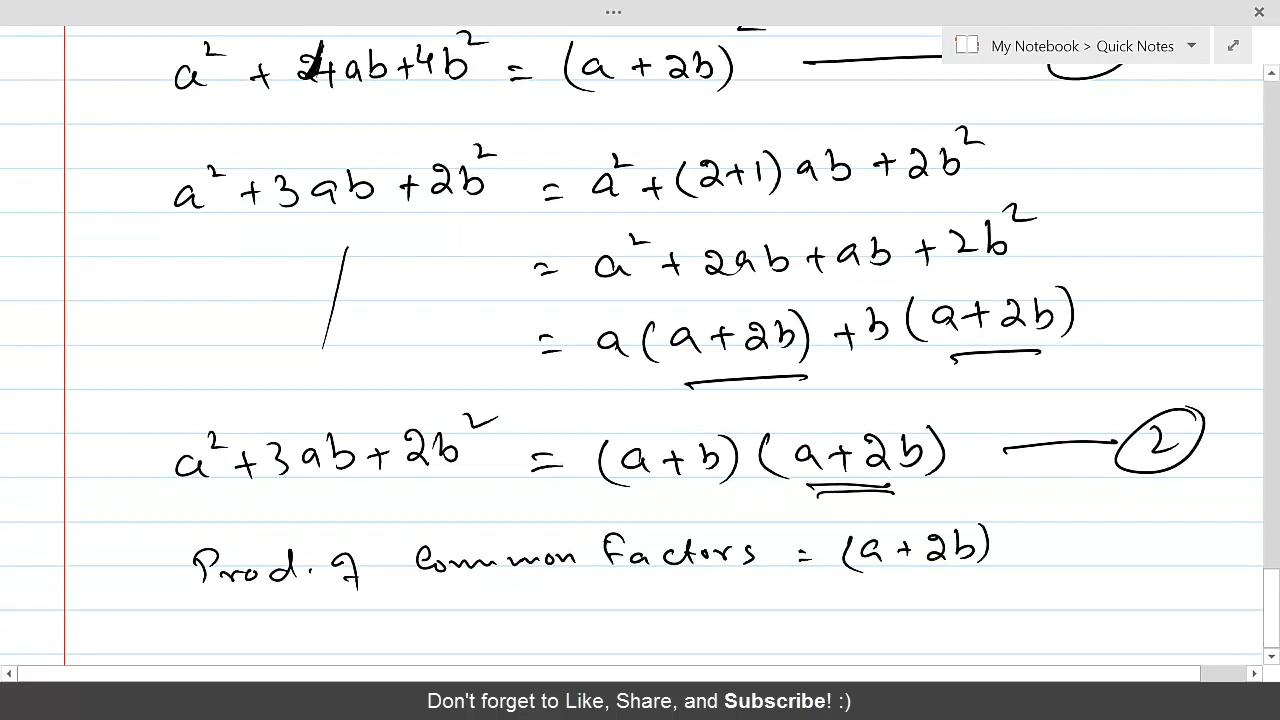 ...
My Notebook > Quick Notes
a² + 4ab + 4b² = (a + 2b)²
a² + 3ab + 2b² = a² + (2+1) ab + 2b²
= a² + 2ab + ab + 2b²
= a (a + 2b) + b (a + 2b)
a² + 3ab + 2b² = (a + b) (a + 2b) — 2
Prod. of Common Factors = (a + 2b)
Don't forget to Like, Share, and Subscribe! :)